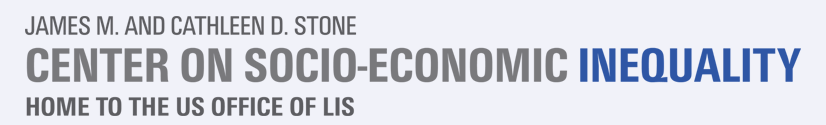 JAMES M. AND CATHLEEN D. STONE
CENTER ON SOCIO-ECONOMIC INEQUALITY
HOME TO THE US OFFICE OF LIS